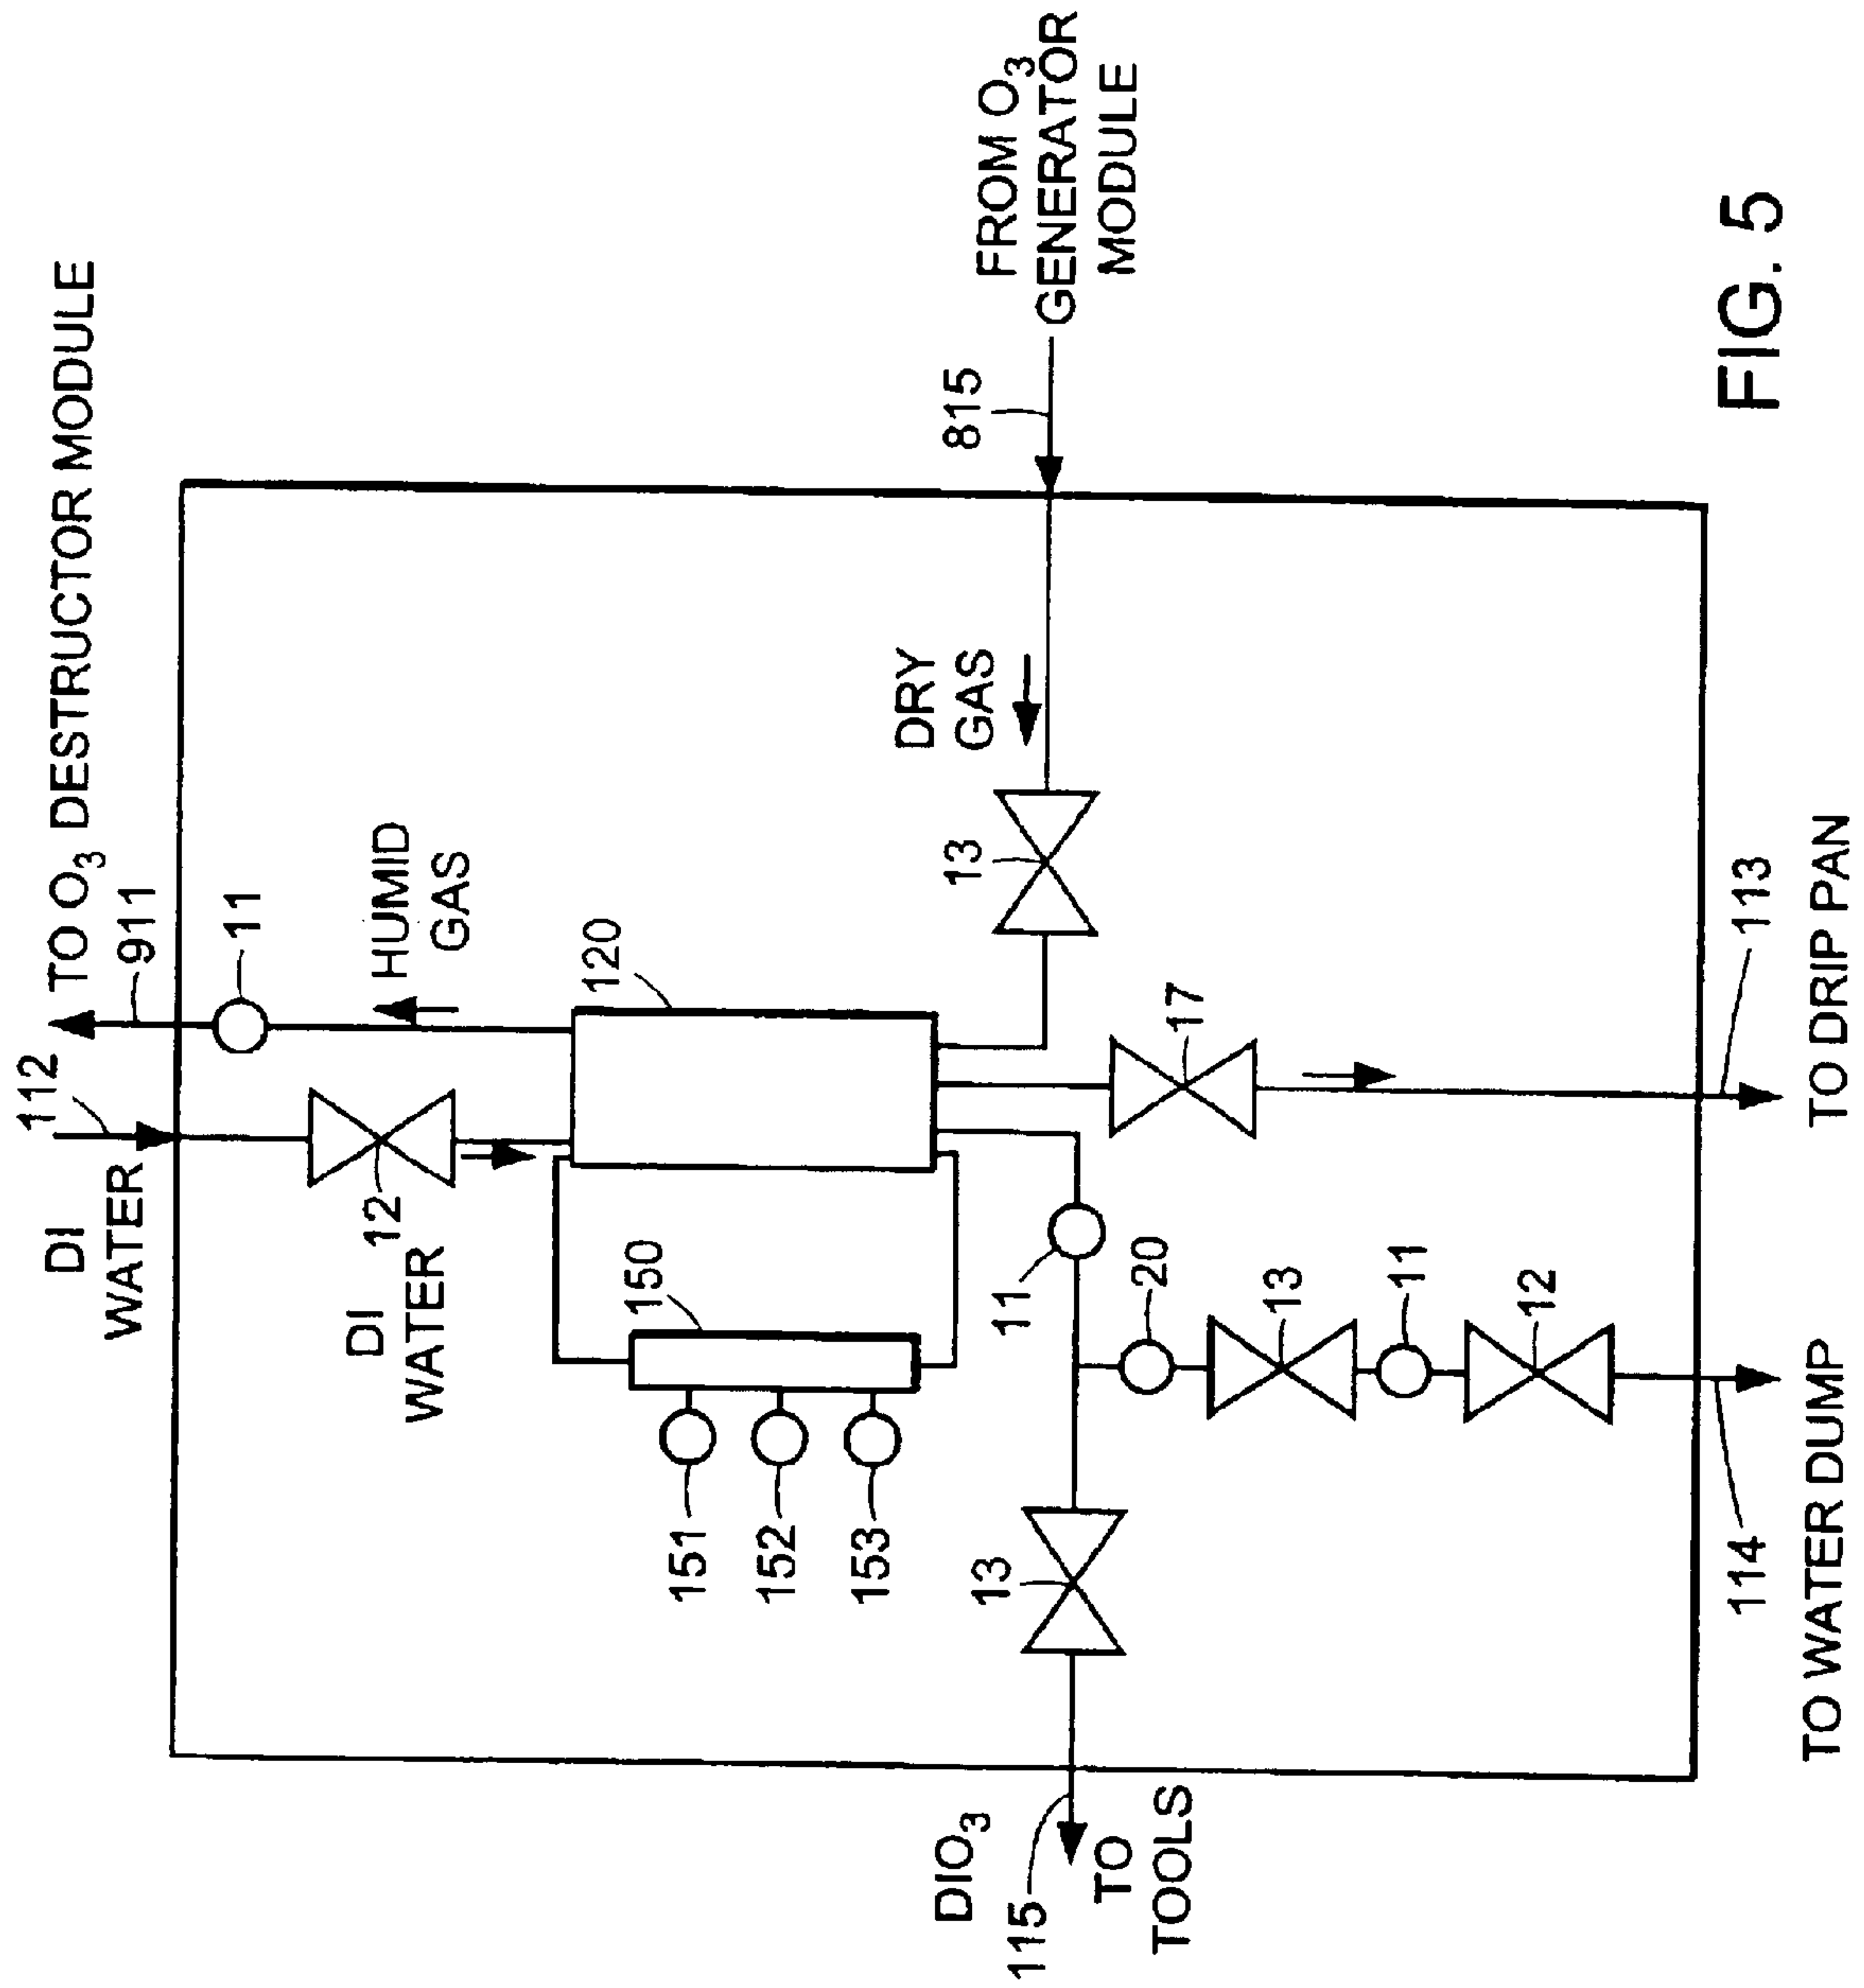 DI
WATER
112
TO O3 DESTRUCTOR MODULE
911
11
HUMID
GAS
12
DI
WATER
120
150
151
152
153
DRY
GAS
13
815
FROM O3
GENERATOR
MODULE
17
11
20
13
11
12
13
DIO3
115
TO
TOOLS
114
TO WATER DUMP
113
TO DRIP PAN
FIG. 5